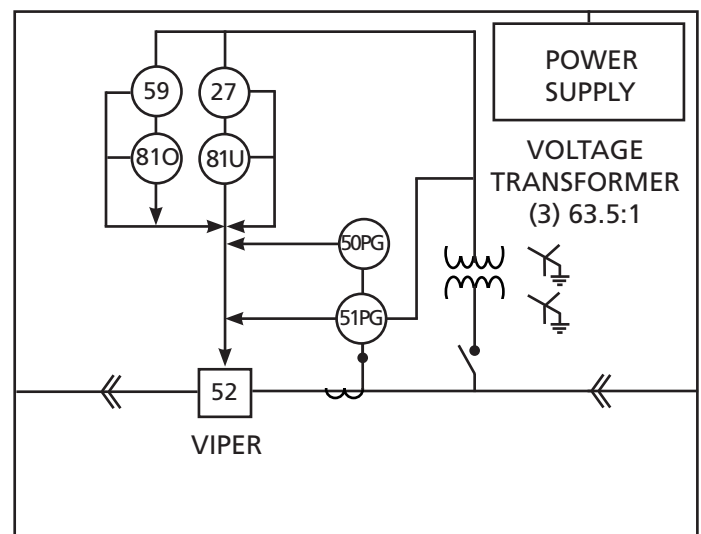 POWER
SUPPLY
59
27
81O
81U
VOLTAGE
TRANSFORMER
(3) 63.5:1
50PG
51PG
52
VIPER